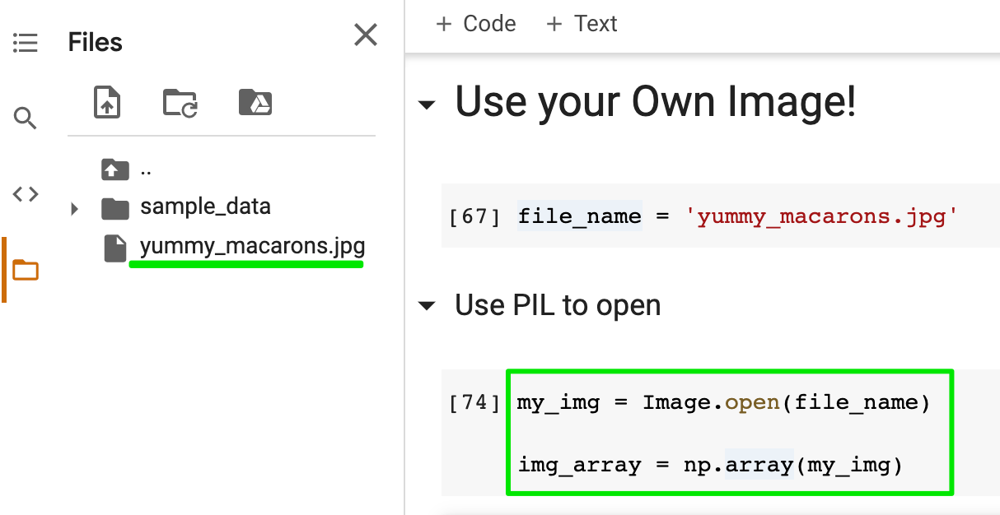 Files
..
sample_data
yummy_macarons.jpg
+ Code + Text
Use your Own Image!
[67] file_name = 'yummy_macarons.jpg'
Use PIL to open
[74] my_img = Image.open(file_name)
img_array = np.array(my_img)